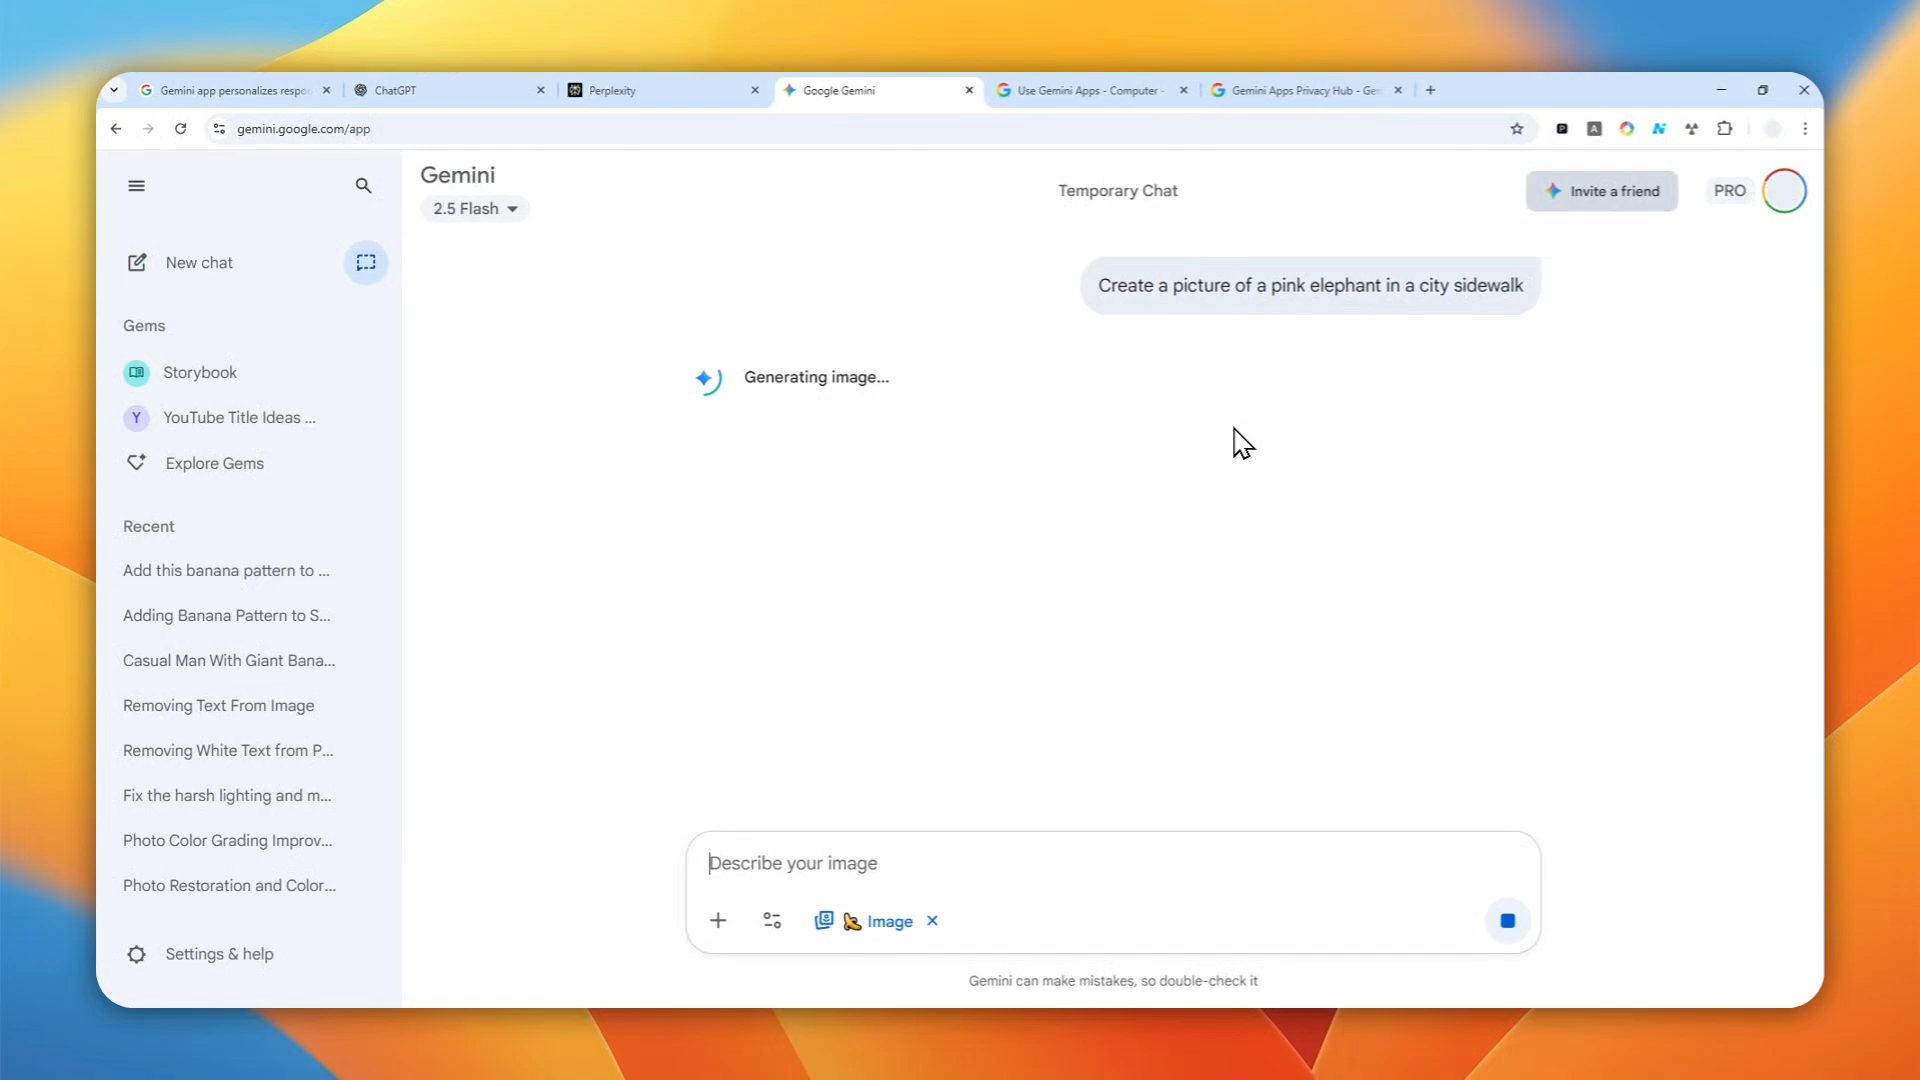 Gemini app personalizes respo
ChatGPT
Perplexity
Google Gemini
Use Gemini Apps - Computer -
Gemini Apps Privacy Hub - Ge
gemini.google.com/app
Gemini
2.5 Flash
Temporary Chat
Invite a friend
PRO
New chat
Gems
Storybook
Y
YouTube Title Ideas ...
Explore Gems
Recent
Add this banana pattern to ...
Adding Banana Pattern to S...
Casual Man With Giant Bana...
Removing Text From Image
Removing White Text from P...
Fix the harsh lighting and m...
Photo Color Grading Improv...
Photo Restoration and Color...
Settings & help
Create a picture of a pink elephant in a city sidewalk
Generating image...
Describe your image
Image
Gemini can make mistakes, so double-check it